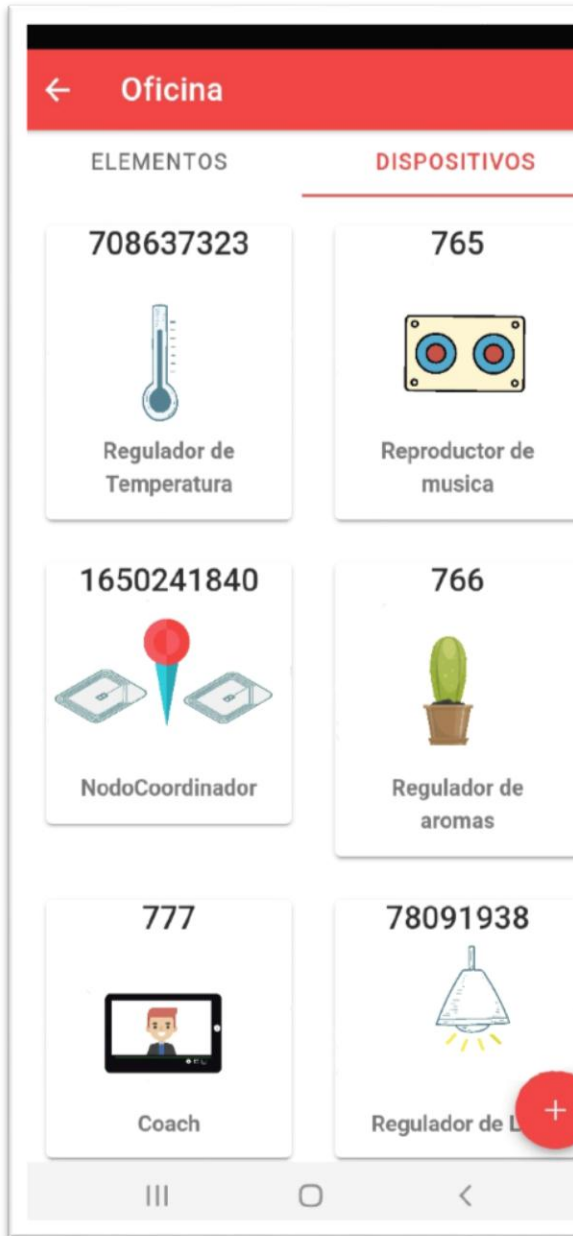 Oficina
ELEMENTOS
DISPOSITIVOS
708637323
Regulador de
Temperatura
765
Reproductor de
musica
1650241840
NodoCoordinador
766
Regulador de
aromas
777
Coach
78091938
Regulador de